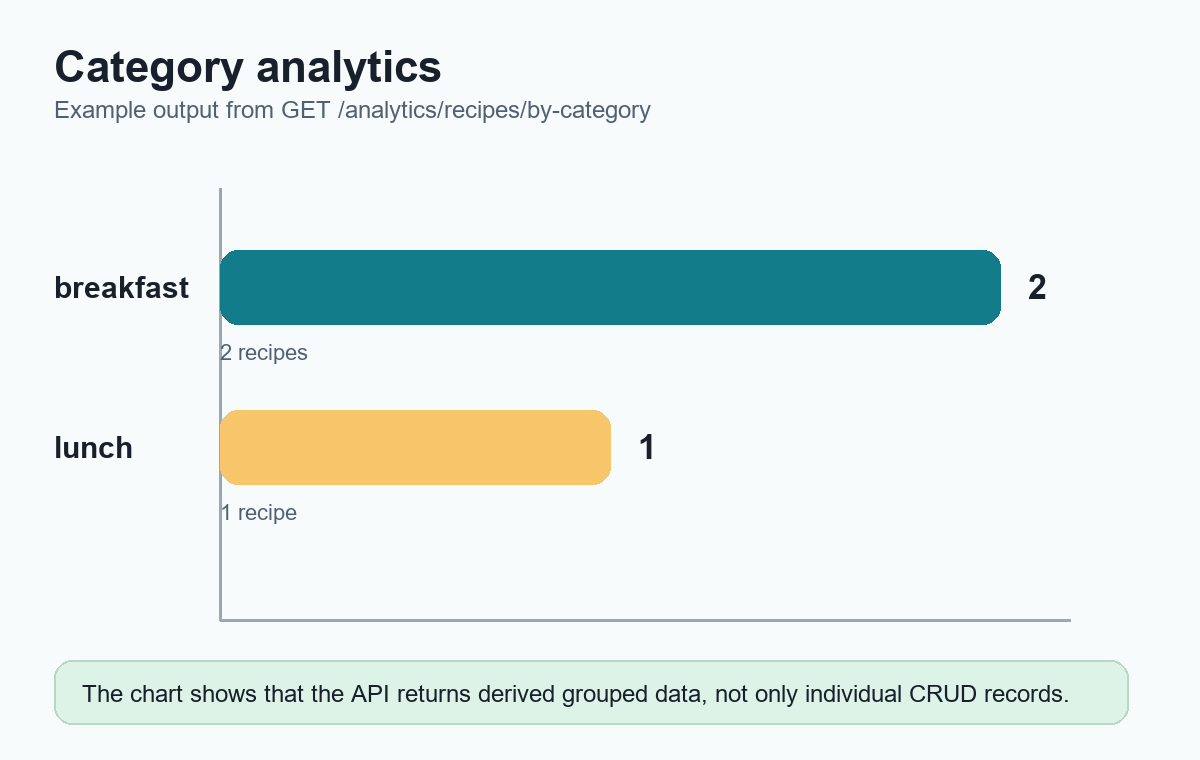 Category analytics
Example output from GET /analytics/recipes/by-category
breakfast
2
2 recipes
lunch
1
1 recipe
The chart shows that the API returns derived grouped data, not only individual CRUD records.